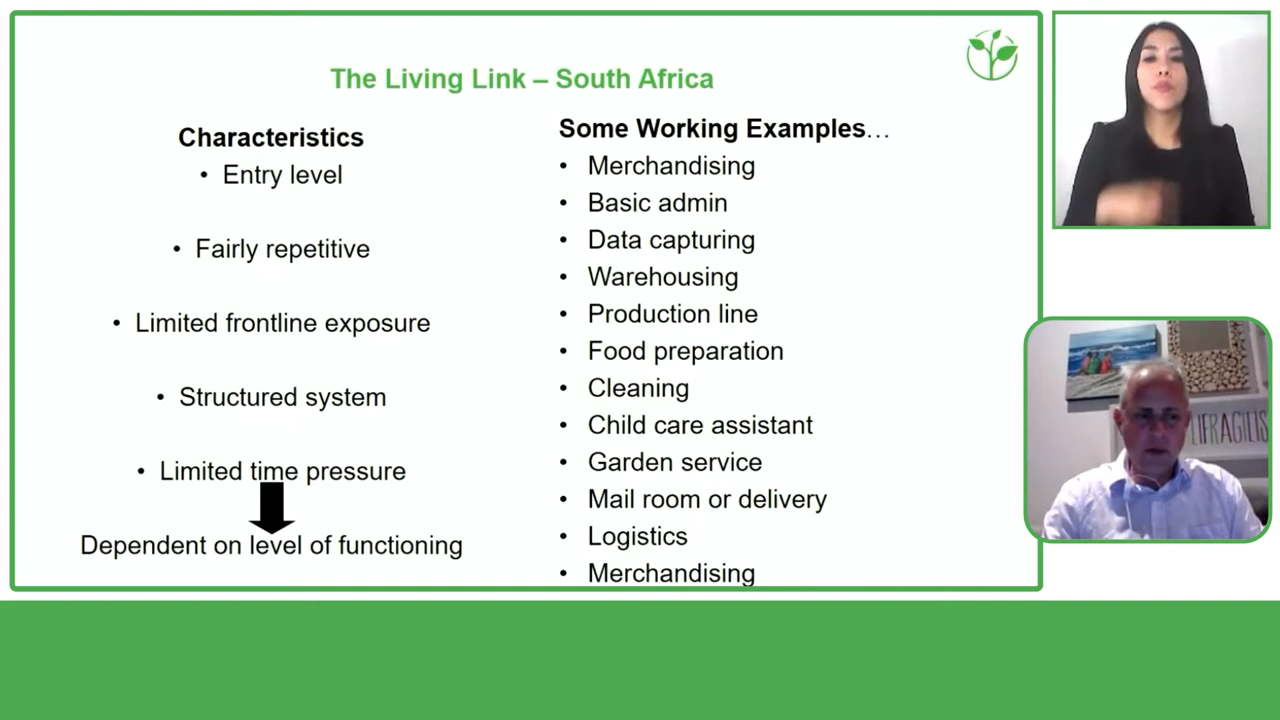 The Living Link – South Africa
Characteristics
• Entry level
• Fairly repetitive
• Limited frontline exposure
• Structured system
• Limited time pressure
Dependent on level of functioning
Some Working Examples…
• Merchandising
• Basic admin
• Data capturing
• Warehousing
• Production line
• Food preparation
• Cleaning
• Child care assistant
• Garden service
• Mail room or delivery
• Logistics
• Merchandising